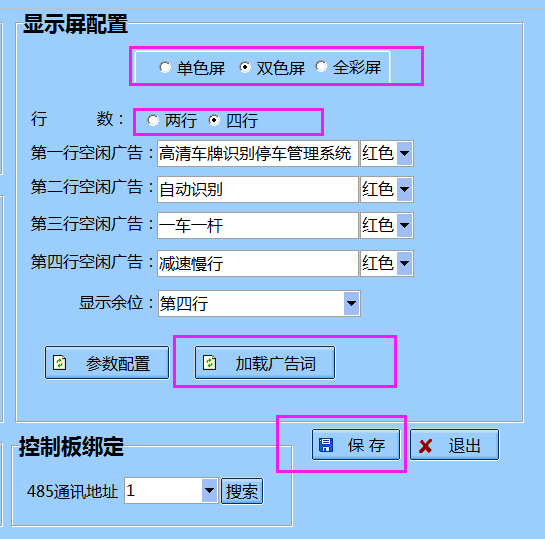 显示屏配置
单色屏 双色屏 全彩屏
行 数： 两行 四行
第一行空闲广告： 高清车牌识别停车管理系统 红色
第二行空闲广告： 自动识别 红色
第三行空闲广告： 一车一杆 红色
第四行空闲广告： 减速慢行 红色
显示余位： 第四行
参数配置 加载广告词
保 存 退出
控制板绑定
485通讯地址 1 搜索